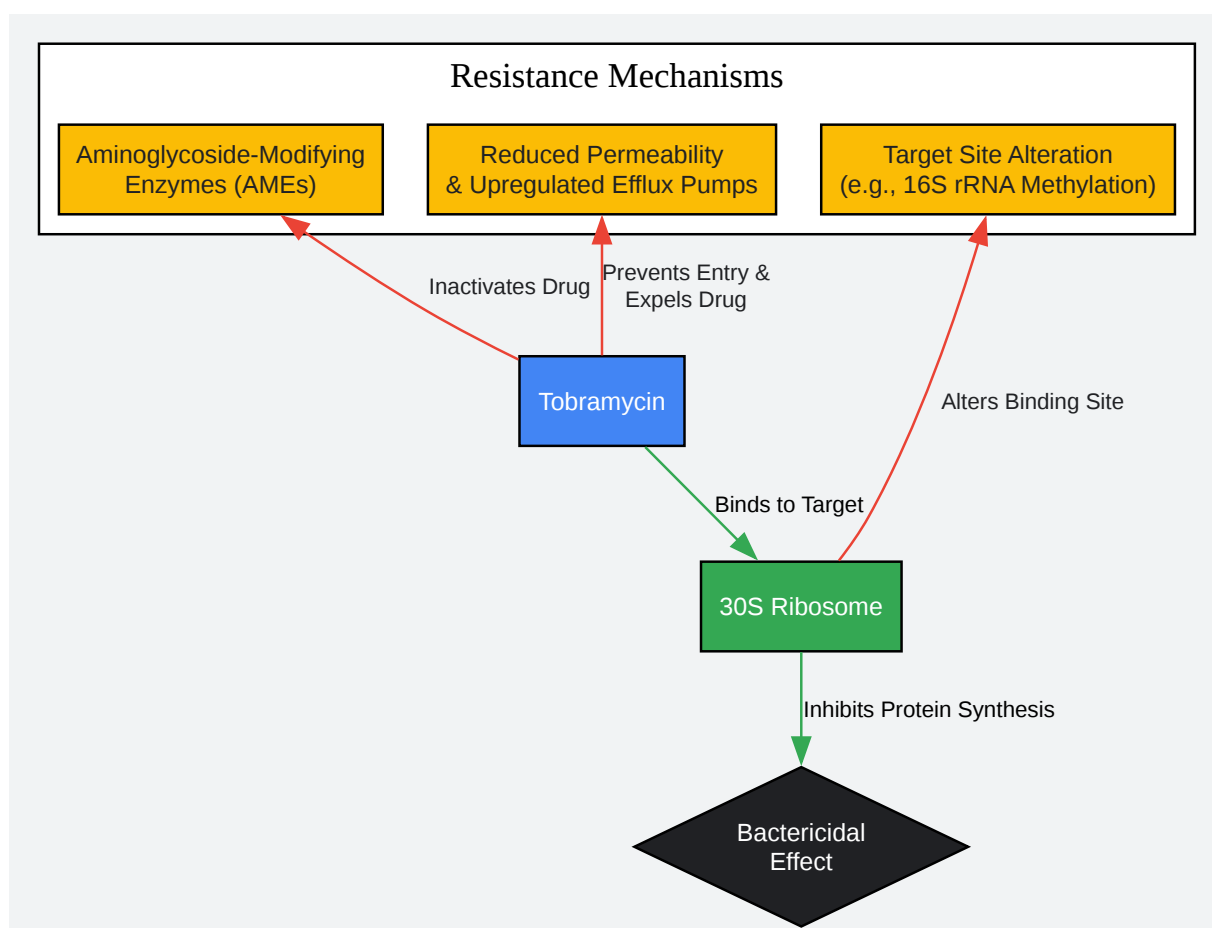 Resistance Mechanisms
Aminoglycoside-Modifying
Enzymes (AMEs)
Reduced Permeability
& Upregulated Efflux Pumps
Target Site Alteration
(e.g., 16S rRNA Methylation)
Inactivates Drug
Prevents Entry &
Expels Drug
Tobramycin
Alters Binding Site
Binds to Target
30S Ribosome
Inhibits Protein Synthesis
Bactericidal
Effect